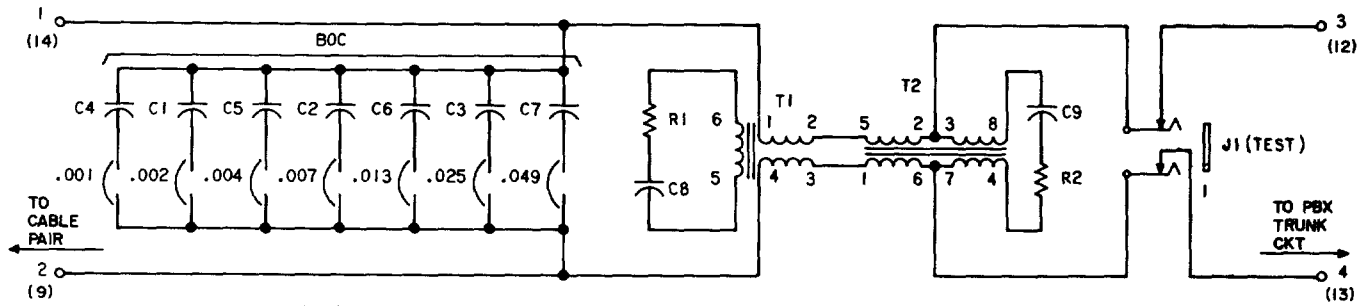 1
(14)
BOC
C4 C1 C5 C2 C6 C3 C7
.001 .002 .004 .007 .013 .025 .049
TO
CABLE
PAIR
2
(9)
R1
C8
6
5
T1
1 2
4 3
T2
5 2 3 8
1 6 7 4
C9
R2
3
(12)
J1 (TEST)
1
TO PBX
TRUNK
CKT
4
(13)